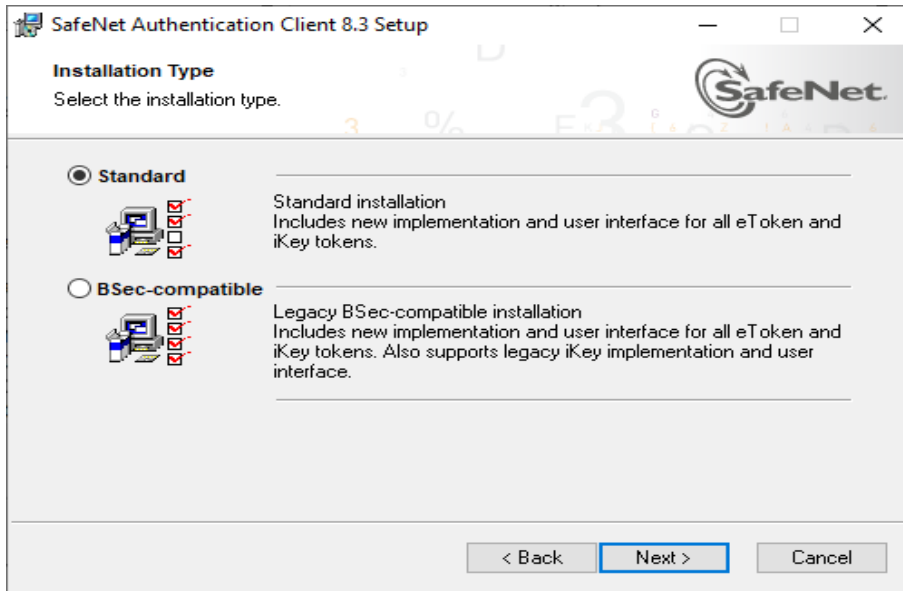 SafeNet Authentication Client 8.3 Setup
Installation Type
Select the installation type.
SafeNet.
Standard
Standard installation
Includes new implementation and user interface for all eToken and
iKey tokens.
BSec-compatible
Legacy BSec-compatible installation
Includes new implementation and user interface for all eToken and
iKey tokens. Also supports legacy iKey implementation and user
interface.
< Back
Next >
Cancel